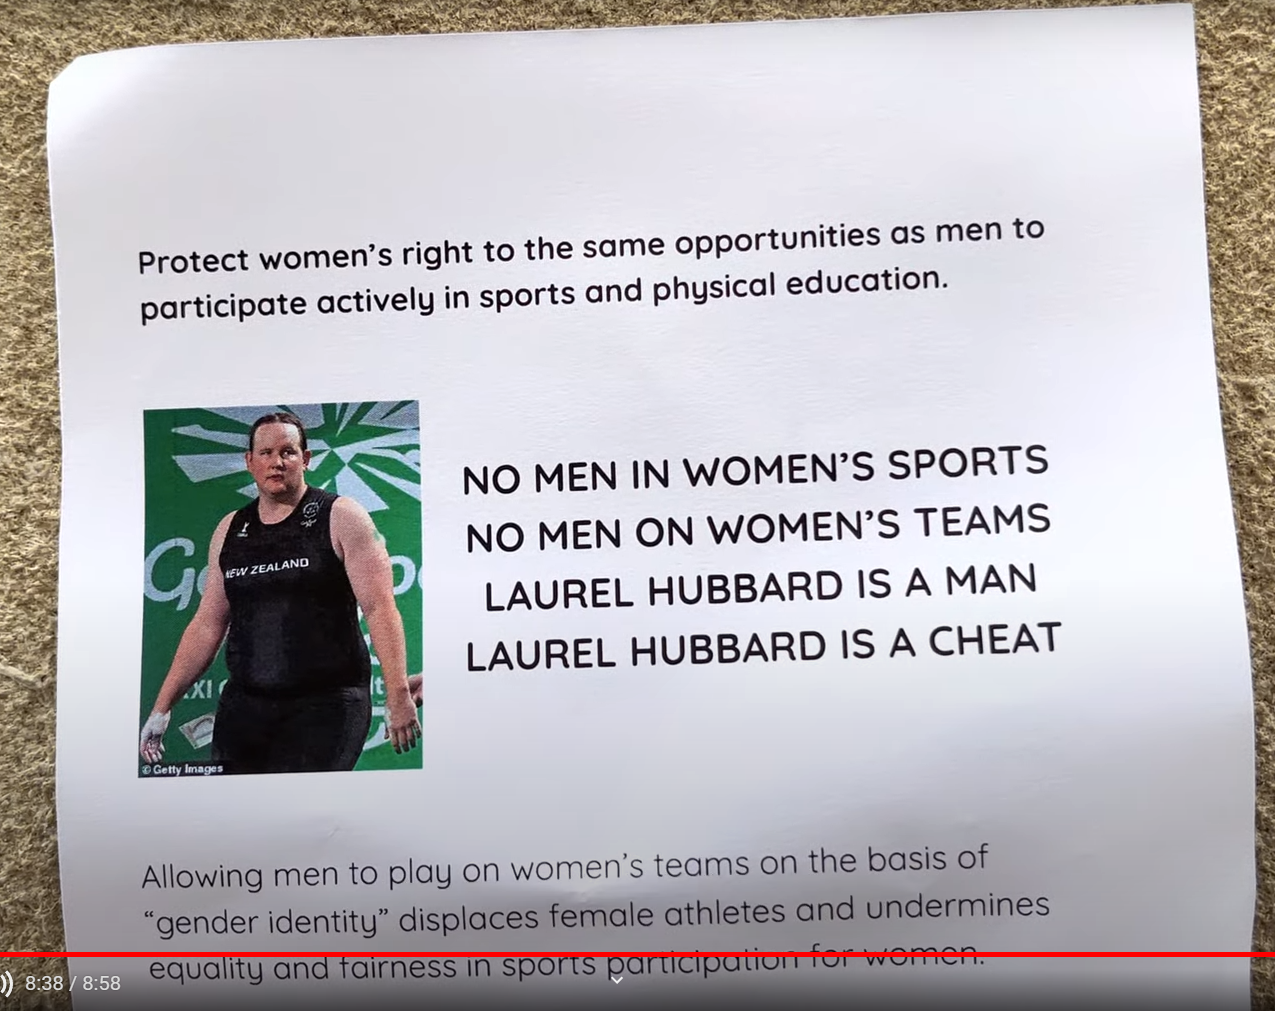 Protect women's right to the same opportunities as men to
participate actively in sports and physical education.
NEW ZEALAND
XI
© Getty Images
NO MEN IN WOMEN'S SPORTS
NO MEN ON WOMEN'S TEAMS
LAUREL HUBBARD IS A MAN
LAUREL HUBBARD IS A CHEAT
Allowing men to play on women's teams on the basis of
“gender identity” displaces female athletes and undermines
equality and fairness in sports participation for women.
8:38 / 8:58